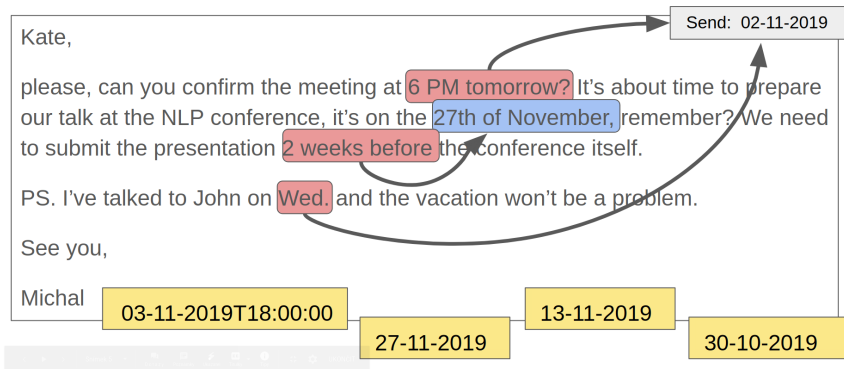 Send: 02-11-2019
Kate,
please, can you confirm the meeting at 6 PM tomorrow? It's about time to prepare
our talk at the NLP conference, it's on the 27th of November, remember? We need
to submit the presentation 2 weeks before the conference itself.
PS. I've talked to John on Wed. and the vacation won't be a problem.
See you,
Michal
03-11-2019T18:00:00
13-11-2019
27-11-2019
30-10-2019